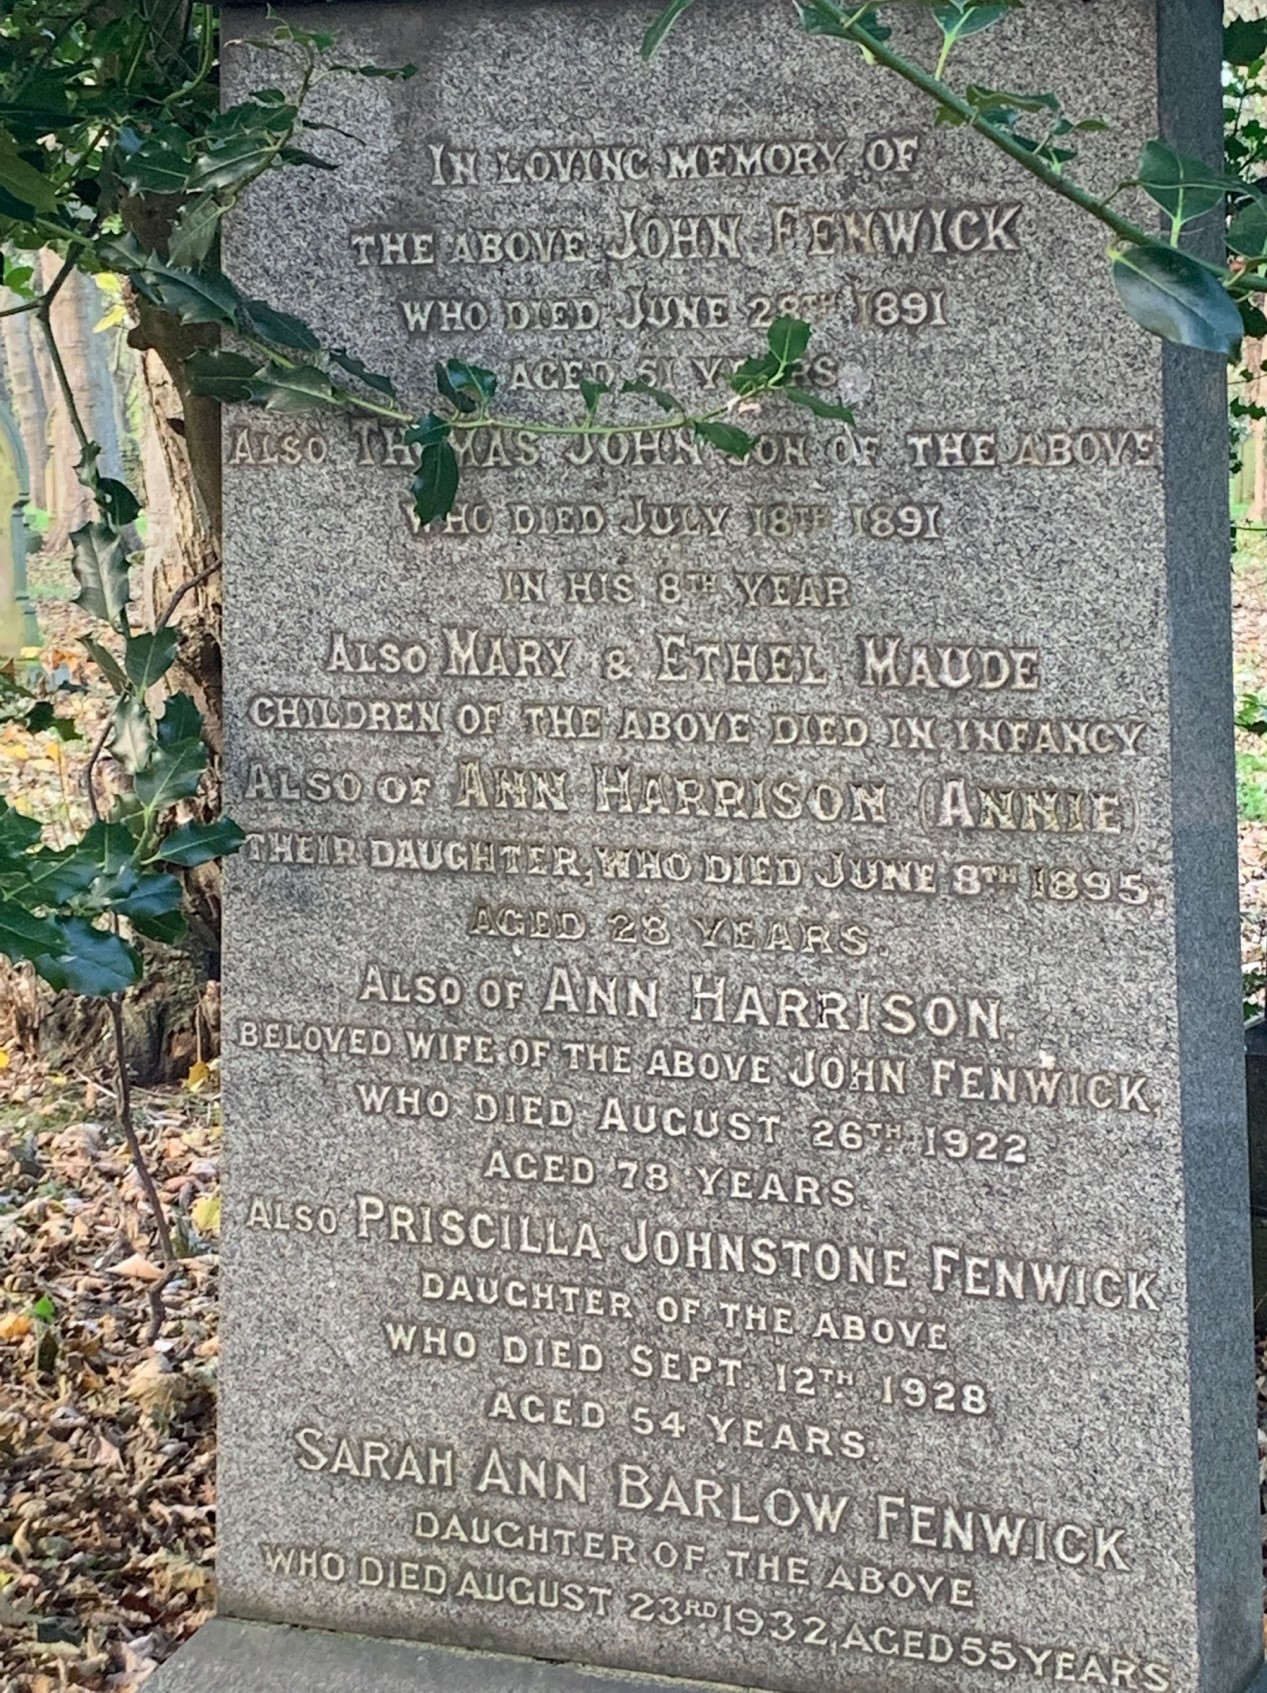 IN LOVING MEMORY OF
THE ABOVE JOHN FENWICK
WHO DIED JUNE 28TH 1891
AGED 51 YEARS
ALSO THOMAS JOHN SON OF THE ABOVE
WHO DIED JULY 18TH 1891
IN HIS 8TH YEAR
ALSO MARY & ETHEL MAUDE
CHILDREN OF THE ABOVE DIED IN INFANCY
ALSO OF ANN HARRISON (ANNIE)
THEIR DAUGHTER, WHO DIED JUNE 8TH 1895,
AGED 28 YEARS.
ALSO OF ANN HARRISON,
BELOVED WIFE OF THE ABOVE JOHN FENWICK,
WHO DIED AUGUST 26TH 1922
AGED 78 YEARS.
ALSO PRISCILLA JOHNSTONE FENWICK
DAUGHTER OF THE ABOVE
WHO DIED SEPT. 12TH 1928
AGED 54 YEARS.
SARAH ANN BARLOW FENWICK
DAUGHTER OF THE ABOVE
WHO DIED AUGUST 23RD 1932, AGED 55 YEARS